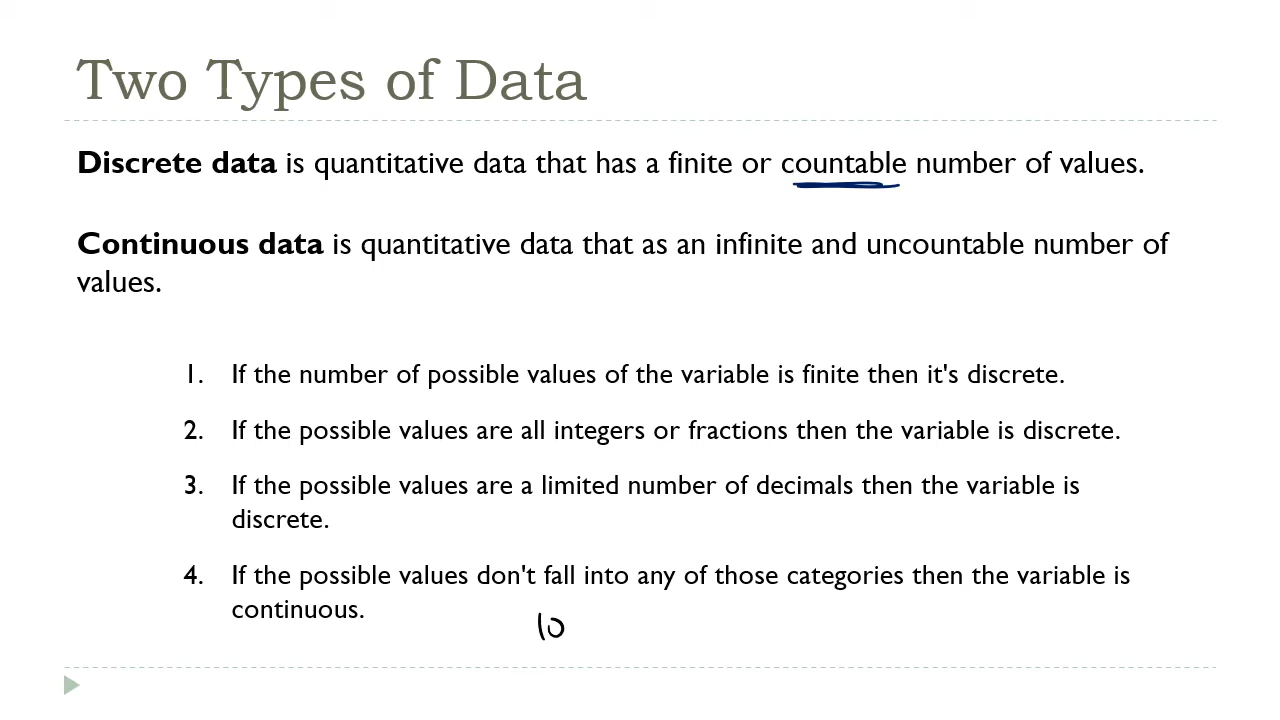 Two Types of Data
Discrete data is quantitative data that has a finite or countable number of values.
Continuous data is quantitative data that as an infinite and uncountable number of
values.
1. If the number of possible values of the variable is finite then it's discrete.
2. If the possible values are all integers or fractions then the variable is discrete.
3. If the possible values are a limited number of decimals then the variable is
discrete.
4. If the possible values don't fall into any of those categories then the variable is
continuous.
10